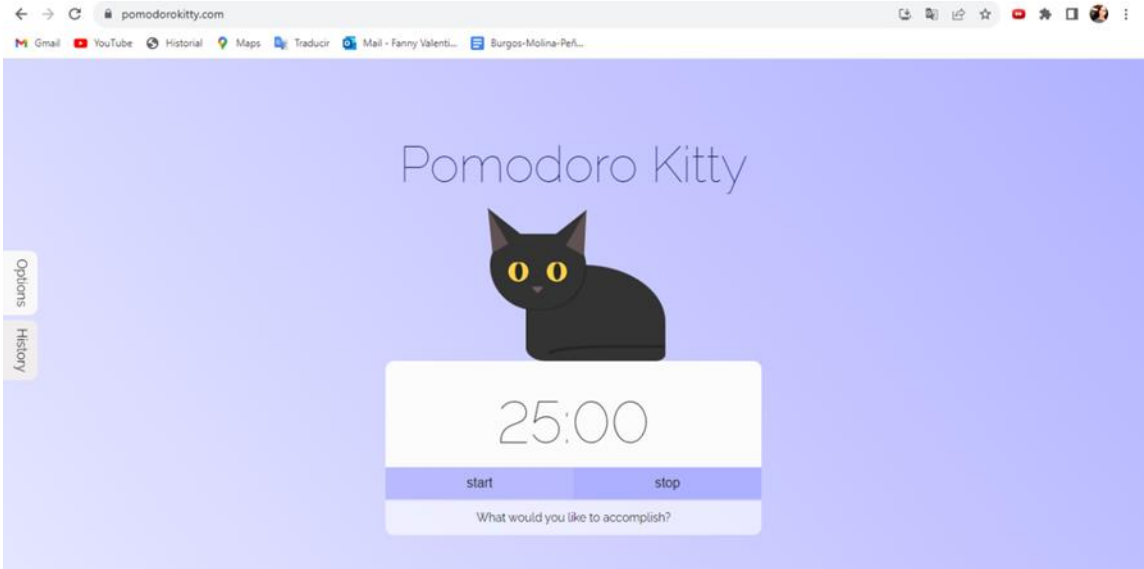 pomodorokitty.com
Gmail YouTube Historial Maps Traducir Mail - Fanny Valenti... Burgos-Molina-Peñ...
Pomodoro Kitty
Options
History
25:00
start stop
What would you like to accomplish?